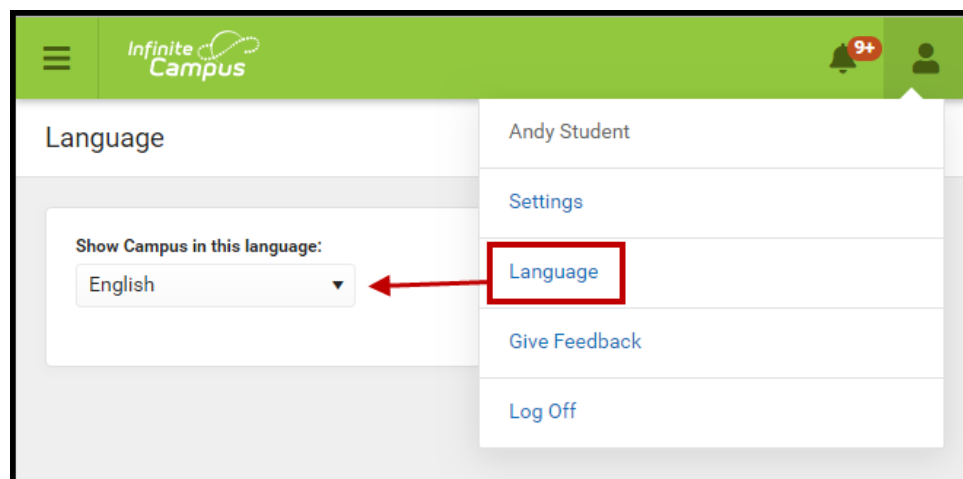 Infinite
Campus
9+
Language
Andy Student
Settings
Show Campus in this language:
English
Language
Give Feedback
Log Off